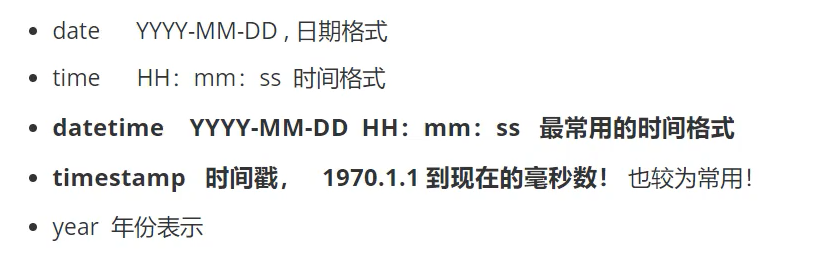 date YYYY-MM-DD , 日期格式
time HH：mm：ss 时间格式
datetime YYYY-MM-DD HH：mm：ss 最常用的时间格式
timestamp 时间戳， 1970.1.1 到现在的毫秒数！ 也较为常用！
year 年份表示